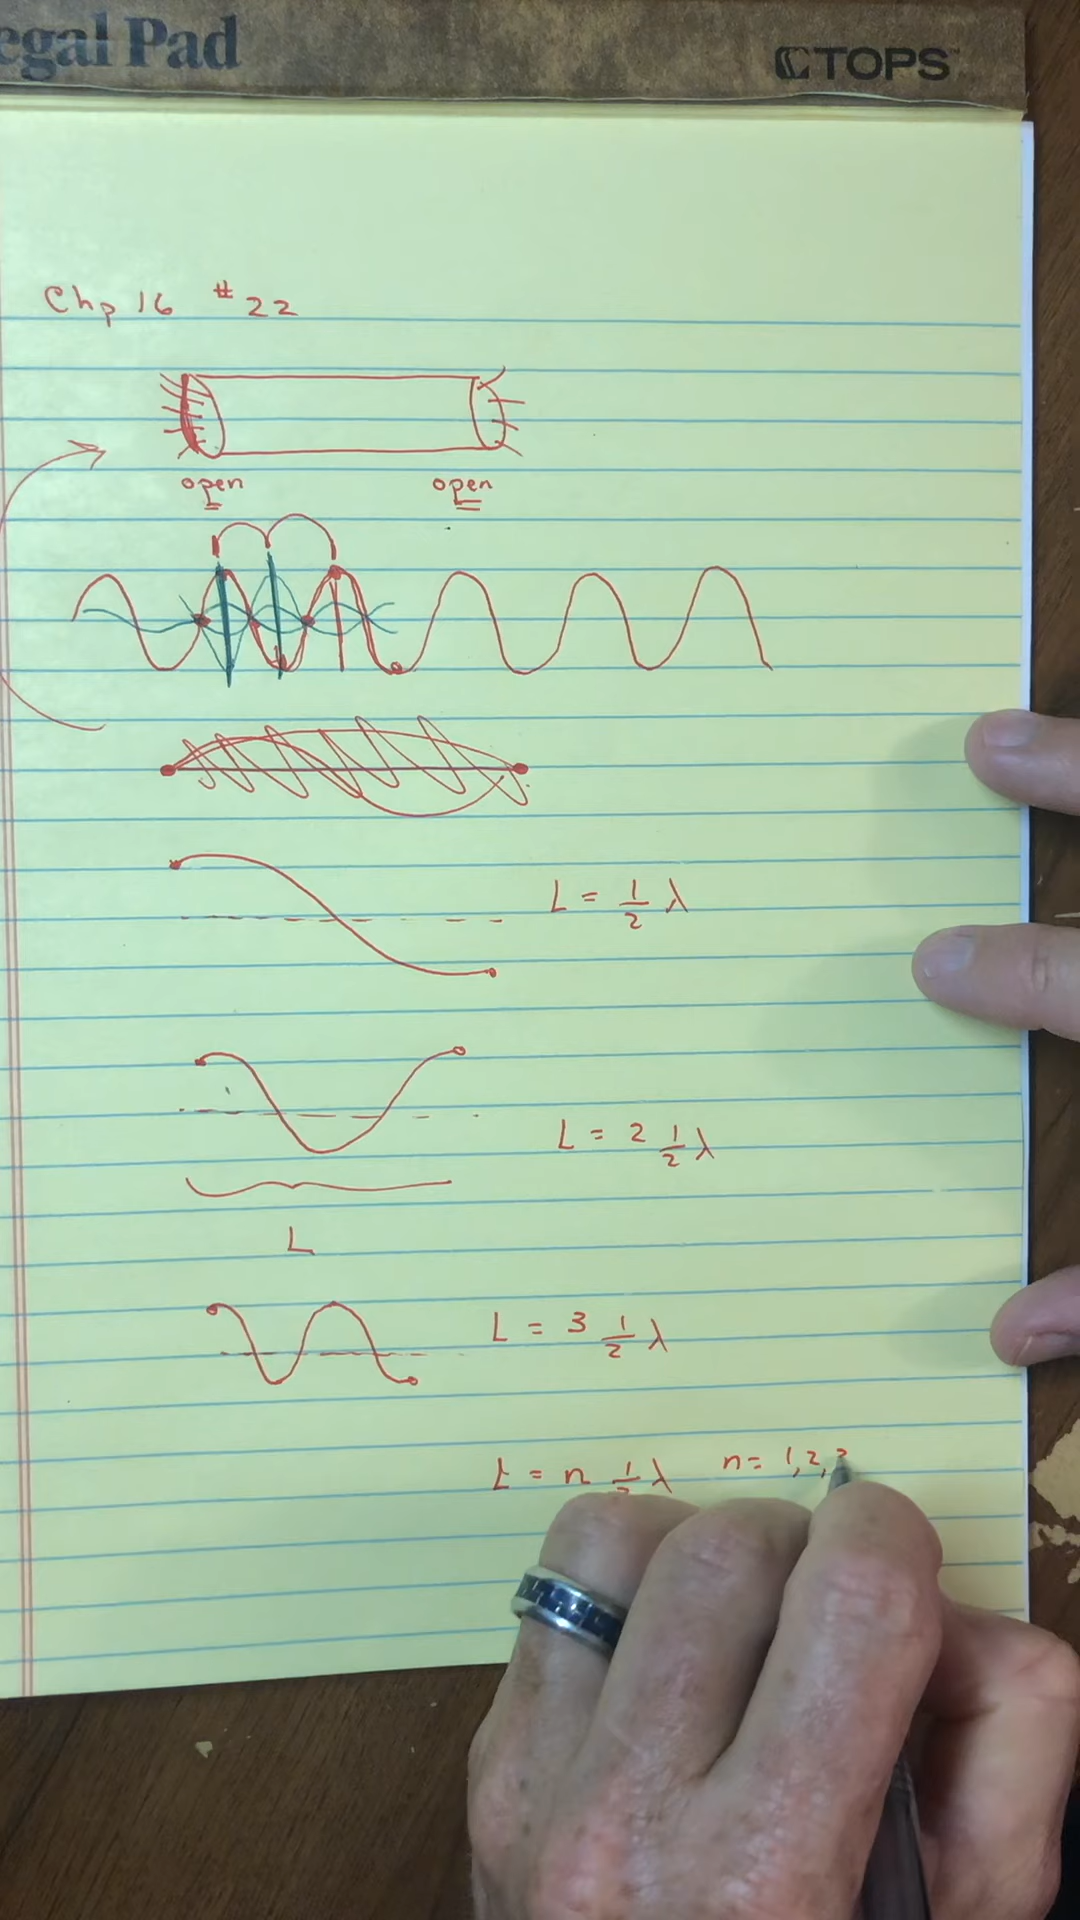 egal Pad
TOPS
Chp 16 # 22
open open
L = 1/2 λ
L = 2 1/2 λ
L
L = 3 1/2 λ
L = n 1/2 λ n = 1, 2, 3